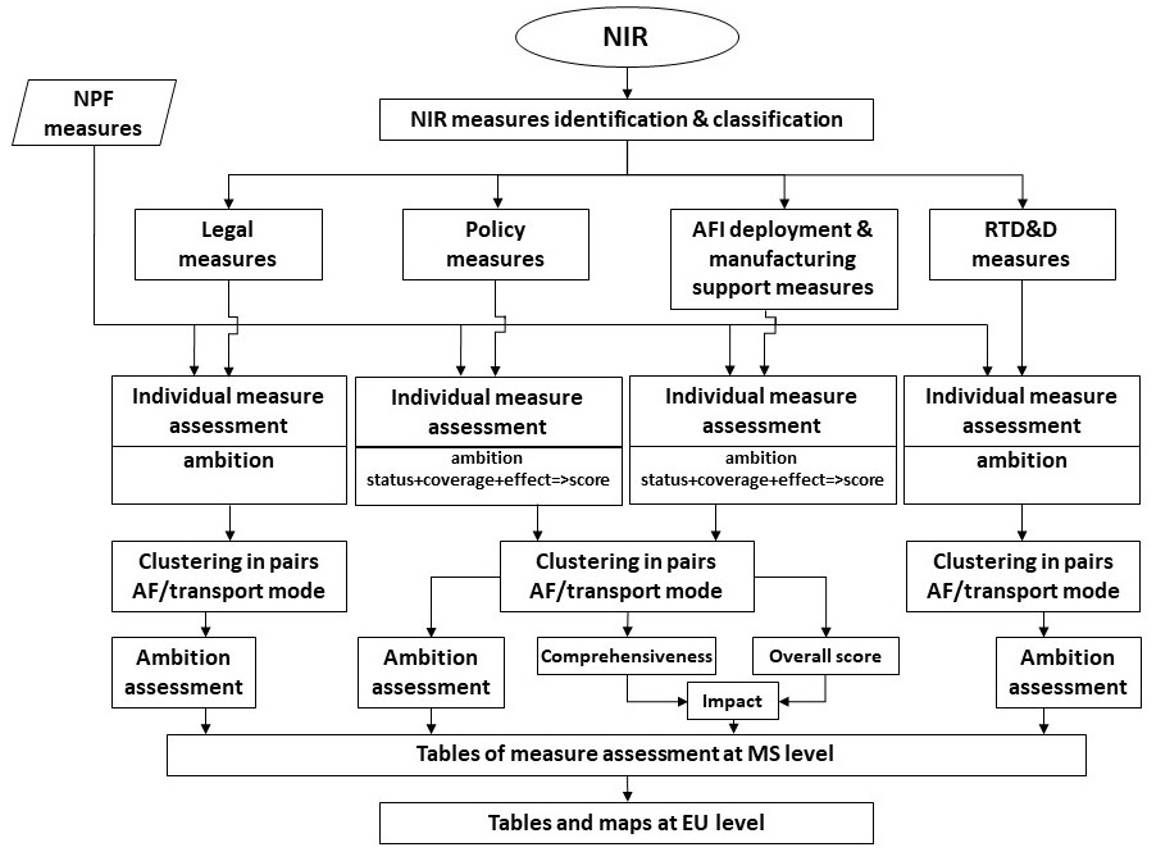 NIR
NPF
measures
NIR measures identification & classification
Legal
measures
Policy
measures
AFI deployment &
manufacturing
support measures
RTD&D
measures
Individual measure
assessment
ambition
Individual measure
assessment
ambition
status+coverage+effect=>score
Individual measure
assessment
ambition
status+coverage+effect=>score
Individual measure
assessment
ambition
Clustering in pairs
AF/transport mode
Clustering in pairs
AF/transport mode
Clustering in pairs
AF/transport mode
Ambition
assessment
Ambition
assessment
Comprehensiveness
Overall score
Ambition
assessment
Impact
Tables of measure assessment at MS level
Tables and maps at EU level